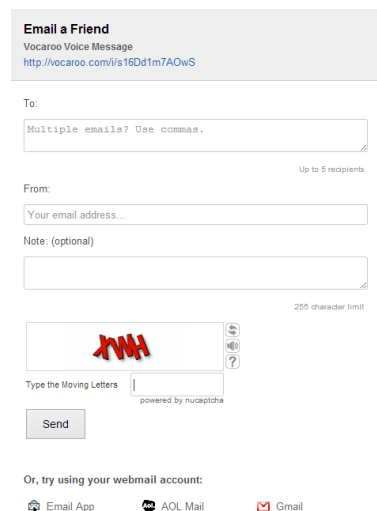 Email a Friend
Vocaroo Voice Message
http://vocaroo.com/i/s16Dd1m7AOwS
To:
Multiple emails? Use commas.
Up to 5 recipients
From:
Your email address...
Note: (optional)
255 character limit
?
Type the Moving Letters
powered by nucaptcha
Send
Or, try using your webmail account:
Email App
Aol. AOL Mail
Gmail